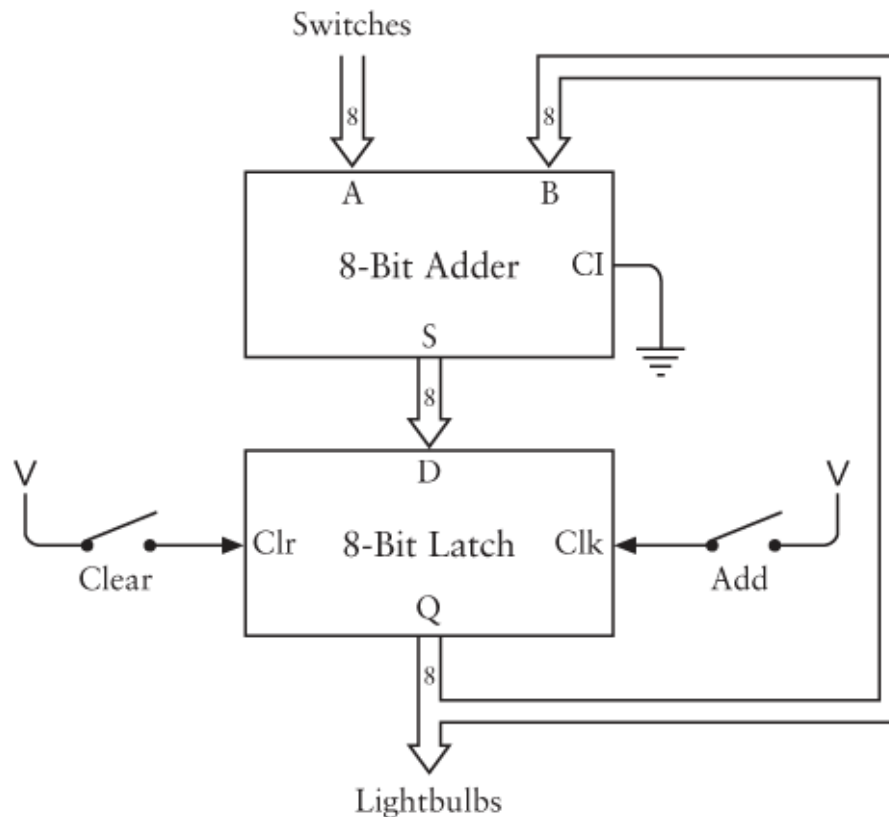 Switches
8
8
A
B
8-Bit Adder
CI
S
8
V
V
D
Clr
8-Bit Latch
Clk
Clear
Add
Q
8
Lightbulbs